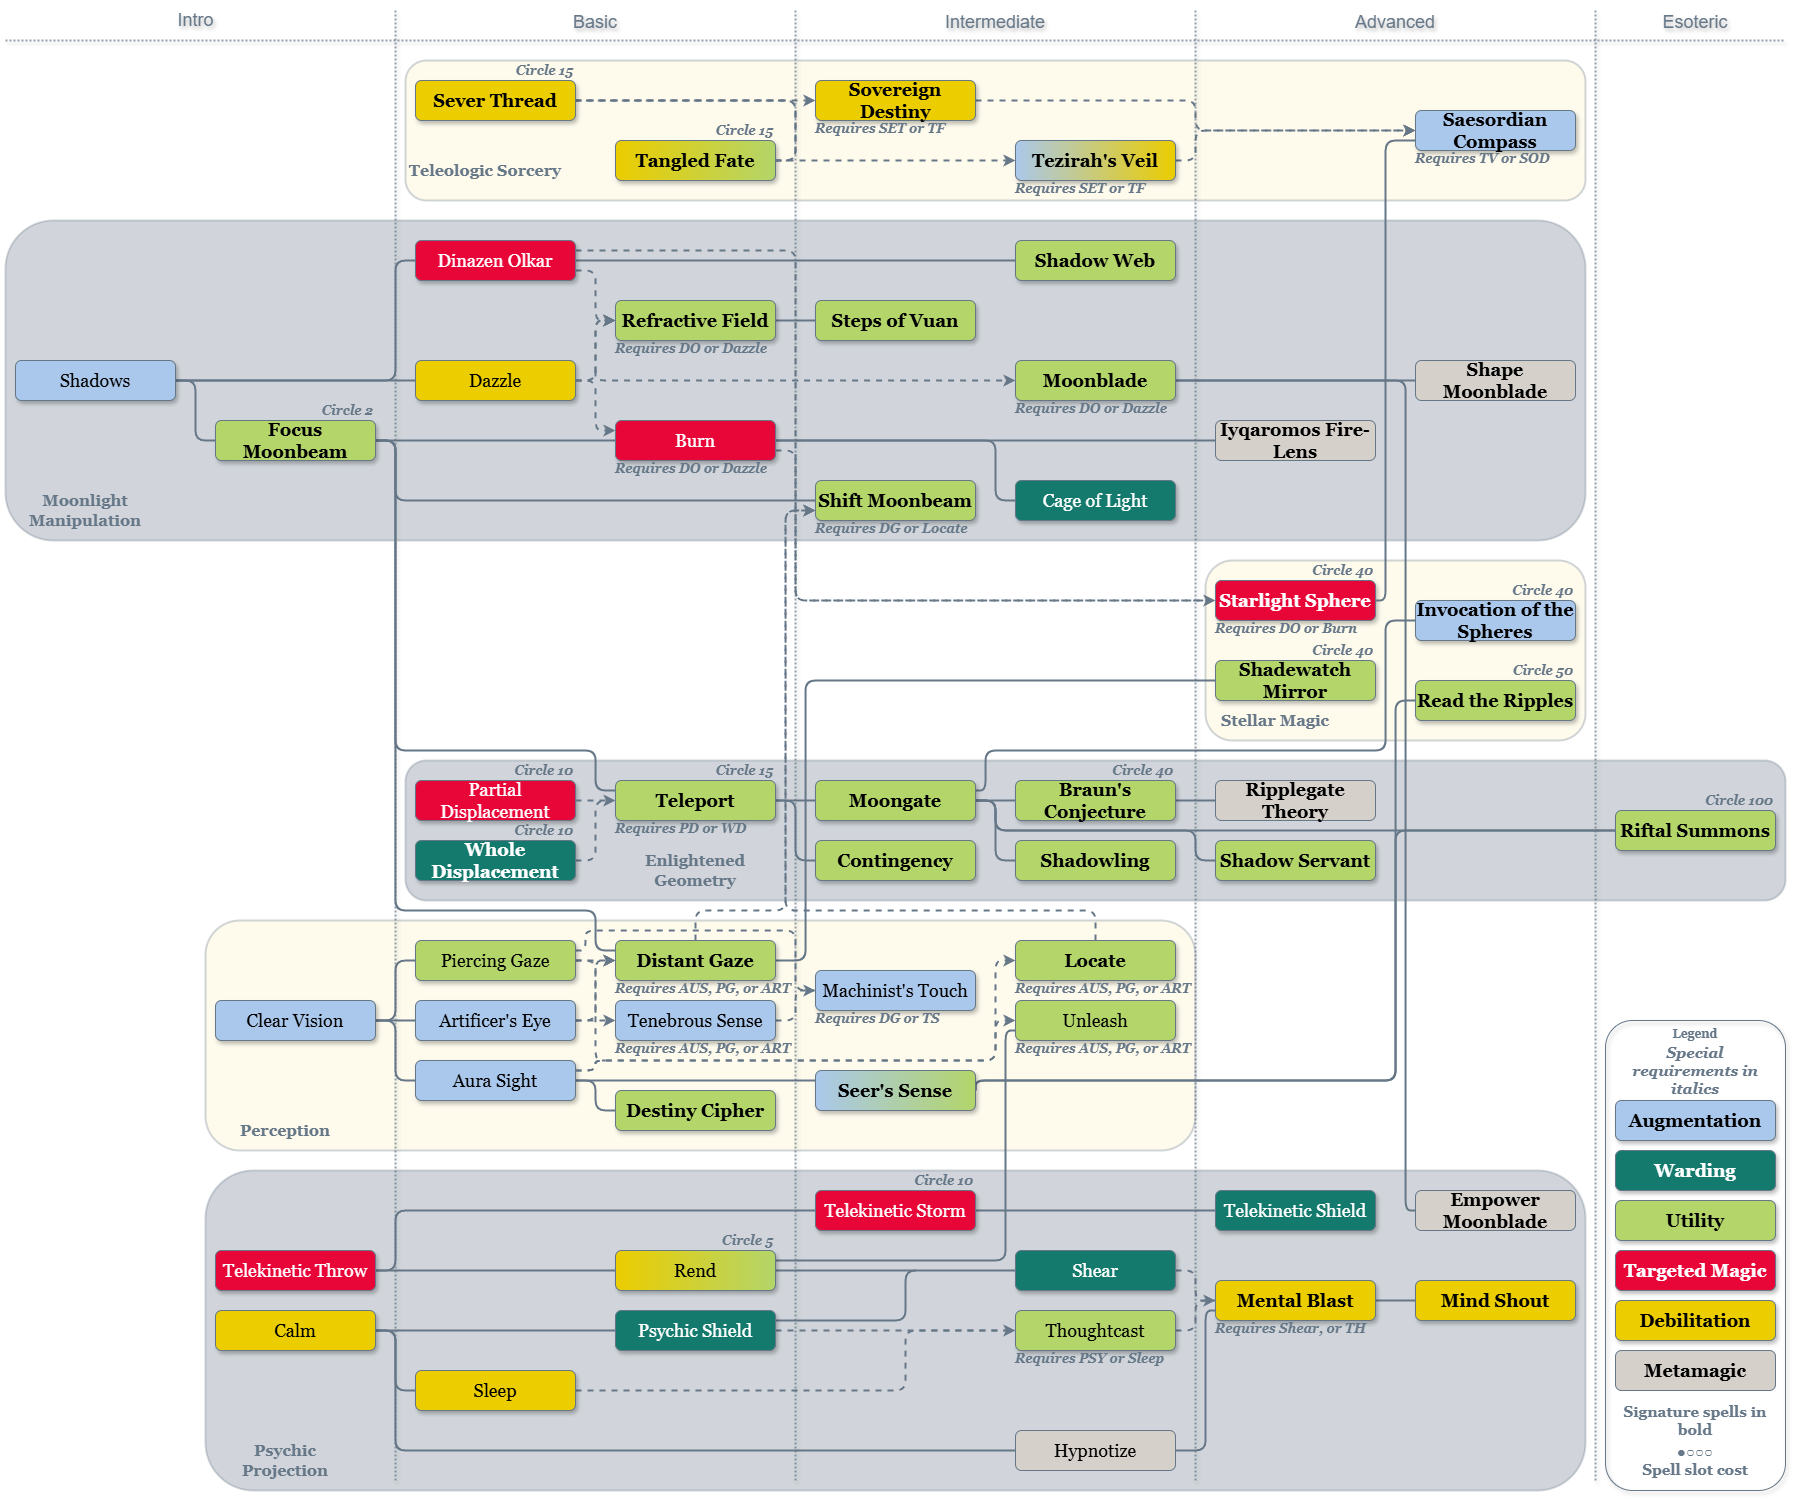 Intro
Basic
Intermediate
Advanced
Esoteric
Circle 15
Sever Thread
Sovereign
Destiny
Requires SET or TF
Circle 15
Tangled Fate
Tezirah's Veil
Requires SET or TF
Saesordian
Compass
Requires TV or SOD
Teleologic Sorcery
Dinazen Olkar
Shadow Web
Refractive Field
Requires DO or Dazzle
Steps of Vuan
Shadows
Dazzle
Moonblade
Requires DO or Dazzle
Shape
Moonblade
Circle 2
Focus
Moonbeam
Burn
Requires DO or Dazzle
Iyqaromos Fire-
Lens
Shift Moonbeam
Requires DG or Locate
Cage of Light
Moonlight
Manipulation
Circle 40
Starlight Sphere
Requires DO or Burn
Circle 40
Invocation of the
Spheres
Circle 40
Shadewatch
Mirror
Circle 50
Read the Ripples
Stellar Magic
Circle 10
Partial
Displacement
Circle 15
Teleport
Requires PD or WD
Moongate
Circle 40
Braun's
Conjecture
Ripplegate
Theory
Circle 100
Riftal Summons
Circle 10
Whole
Displacement
Enlightened
Geometry
Contingency
Shadowling
Shadow Servant
Piercing Gaze
Distant Gaze
Requires AUS, PG, or ART
Locate
Requires AUS, PG, or ART
Machinist's Touch
Requires DG or TS
Clear Vision
Artificer's Eye
Tenebrous Sense
Requires AUS, PG, or ART
Unleash
Requires AUS, PG, or ART
Aura Sight
Seer's Sense
Destiny Cipher
Perception
Circle 10
Telekinetic Storm
Telekinetic Shield
Empower
Moonblade
Telekinetic Throw
Circle 5
Rend
Shear
Mental Blast
Requires Shear, or TH
Mind Shout
Calm
Psychic Shield
Thoughtcast
Requires PSY or Sleep
Sleep
Hypnotize
Psychic
Projection
Legend
Special
requirements in
italics
Augmentation
Warding
Utility
Targeted Magic
Debilitation
Metamagic
Signature spells in
bold
●○○○
Spell slot cost